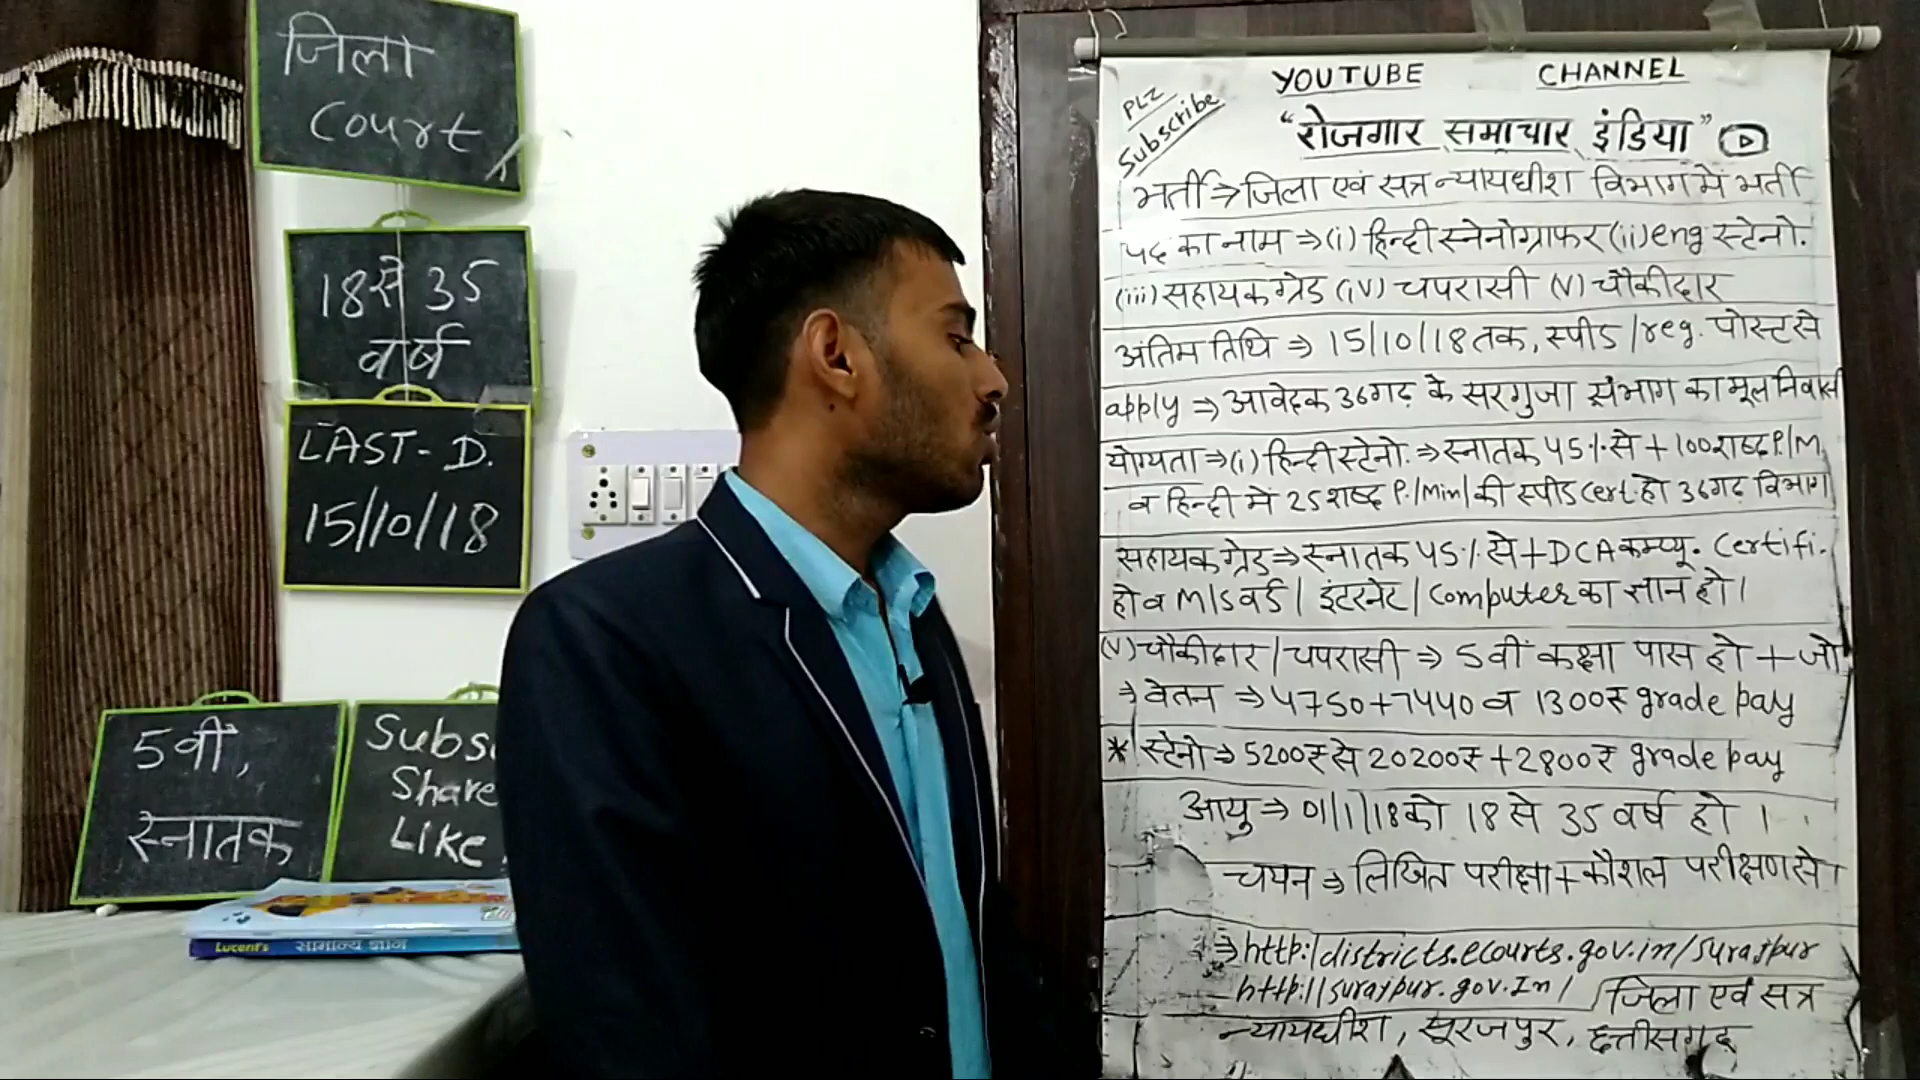 जिला
Court
18 से 35
वर्ष
LAST - D.
15/10/18
5वी,
स्नातक
Subs
Share
Like
Lucent's सामान्य ज्ञान
YOUTUBE CHANNEL
PLZ
Subscribe
"रोजगार समाचार इंडिया"
भर्ती ⇒ जिला एवं सत्र न्यायधीश विभाग में भर्ती
पद का नाम ⇒ (i) हिन्दी स्नेनोग्राफर (ii) eng स्टेनो.
(iii) सहायक ग्रेड (iv) चपरासी (v) चौकीदार
अंतिम तिथि ⇒ 15/10/18 तक, स्पीड / reg. पोस्ट से
apply ⇒ आवेदक 36गढ़ के सरगुजा संभाग का मूल निवासी
योग्यता ⇒ (i) हिन्दी स्टेनो. ⇒ स्नातक 45% से + 100 शब्द P./M.
व हिन्दी में 25 शब्द P./Min/ की स्पीड cert. हो 36गढ़ विभाग
सहायक ग्रेड ⇒ स्नातक 45% से + DCA कम्प्यू. Certifi.
हो व M/S वर्ड / इंटरनेट / Computer का ज्ञान हो।
(v) चौकीदार / चपरासी ⇒ 5वीं कक्षा पास हो + जो
⇒ वेतन ⇒ 4750 + 7440 व 1300₹ grade pay
* स्टेनो ⇒ 5200₹ से 20200₹ + 2800₹ grade pay
आयु ⇒ 01/1/18 को 18 से 35 वर्ष हो ।
चयन ⇒ लिखित परीक्षा + कौशल परीक्षण से।
⇒ http:/districts.ecourts.gov.in/surajpur
http://surajpur.gov.In/ जिला एवं सत्र
न्यायधीश, सूरजपुर, छत्तीसगढ़